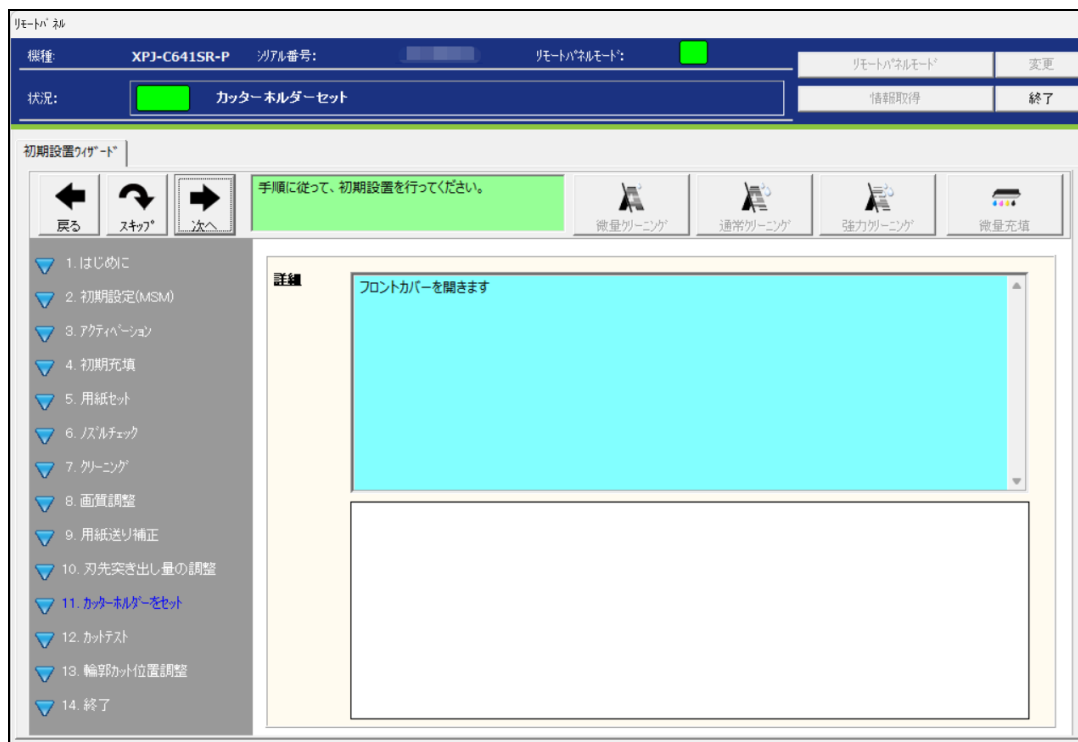 リモートパネル
機種: XPJ-C641SR-P シリアル番号: リモートパネルモード: リモートパネルモード 変更
状況: カッターホルダーセット 情報取得 終了
初期設置ウィザード
戻る スキップ 次へ 手順に従って、初期設置を行ってください。 微量クリーニング 通常クリーニング 強力クリーニング 微量充填
1. はじめに
2. 初期設定(MSM)
3. アクティベーション
4. 初期充填
5. 用紙セット
6. ノズルチェック
7. クリーニング
8. 画質調整
9. 用紙送り補正
10. 刃先突き出し量の調整
11. カッターホルダーをセット
12. カットテスト
13. 輪郭カット位置調整
14. 終了
詳細
フロントカバーを開きます